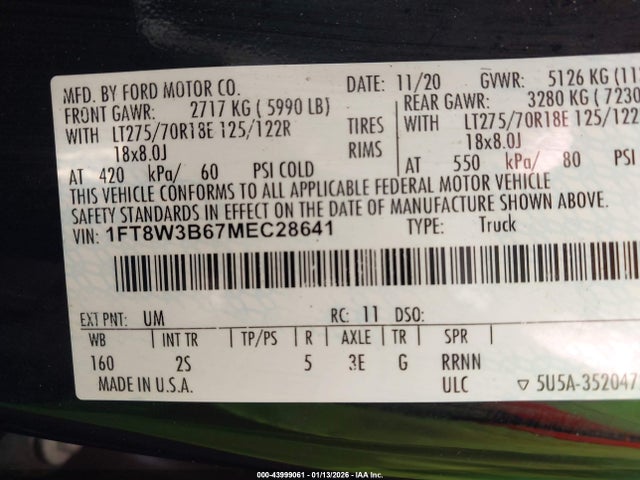 MFD. BY FORD MOTOR CO. DATE: 11/20 GVWR: 5126 KG
FRONT GAWR: 2717 KG ( 5990 LB) REAR GAWR: 3280 KG ( 7230
WITH LT275/70R18E 125/122R TIRES WITH LT275/70R18E 125/
18x8.0J RIMS 18x8.0J
AT 420 kPa/ 60 PSI COLD AT 550 kPa/ 80 PSI
THIS VEHICLE CONFORMS TO ALL APPLICABLE FEDERAL MOTOR VEHICLE
SAFETY STANDARDS IN EFFECT ON THE DATE OF MANUFACTURE SHOWN ABOVE.
VIN: 1FT8W3B67MEC28641 TYPE: Truck
EXT PNT: UM RC: 11 DSO:
WB INT TR TP/PS R AXLE TR SPR
160 2S 5 3E G RRNN
MADE IN U.S.A. ULC ▽ 5U5A-352047
000-43999061 - 01/13/2026 - IAA Inc.